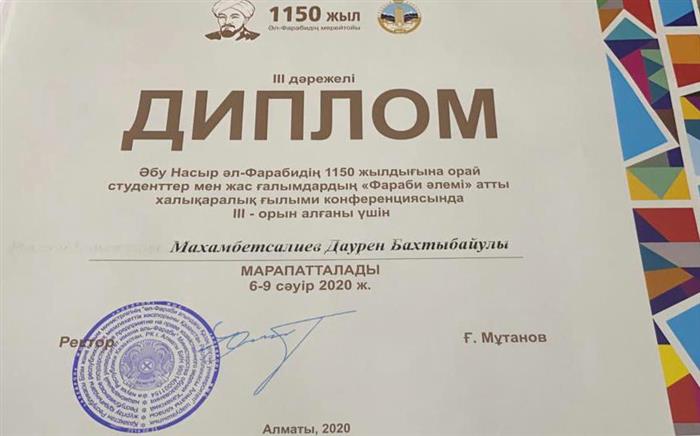 1150 жыл
Әл-Фарабидің мерейтойы
III дәрежелі
ДИПЛОМ
Әбу Насыр әл-Фарабидің 1150 жылдығына орай
студенттер мен жас ғалымдардың «Фараби әлемі» атты
халықаралық ғылыми конференциясында
III - орын алғаны үшін
Махамбетсалиев Даурен Бахтыбайулы
МАРАПАТТАЛАДЫ
6-9 сәуір 2020 ж.
Ректор
Ғ. Мұтанов
Алматы, 2020